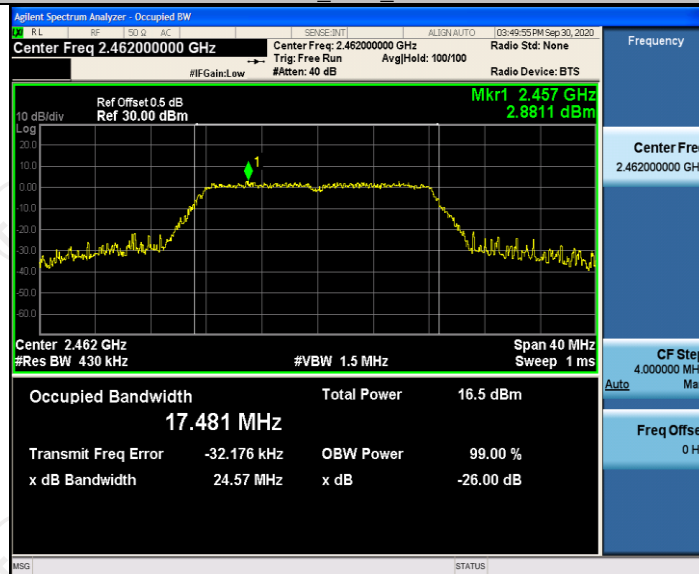 Agilent Spectrum Analyzer - Occupied BW
RL RF 50 Ω AC SENSE:INT ALIGN AUTO 03:49:55 PM Sep 30, 2020
Center Freq 2.462000000 GHz
Center Freq: 2.462000000 GHz Radio Std: None
Trig: Free Run Avg|Hold: 100/100
#IFGain:Low #Atten: 40 dB Radio Device: BTS
Frequency
Mkr1 2.457 GHz
2.8811 dBm
Ref Offset 0.5 dB
10 dB/div Ref 30.00 dBm
Log
20.0
10.0
0.00
-10.0
-20.0
-30.0
-40.0
-50.0
-60.0
1
Center Fre
2.462000000 GH
Center 2.462 GHz Span 40 MHz
#Res BW 430 kHz #VBW 1.5 MHz Sweep 1 ms
CF Ste
4.000000 MH
Auto Ma
Occupied Bandwidth Total Power 16.5 dBm
17.481 MHz
Transmit Freq Error -32.176 kHz OBW Power 99.00 %
x dB Bandwidth 24.57 MHz x dB -26.00 dB
Freq Offse
0 H
MSG STATUS